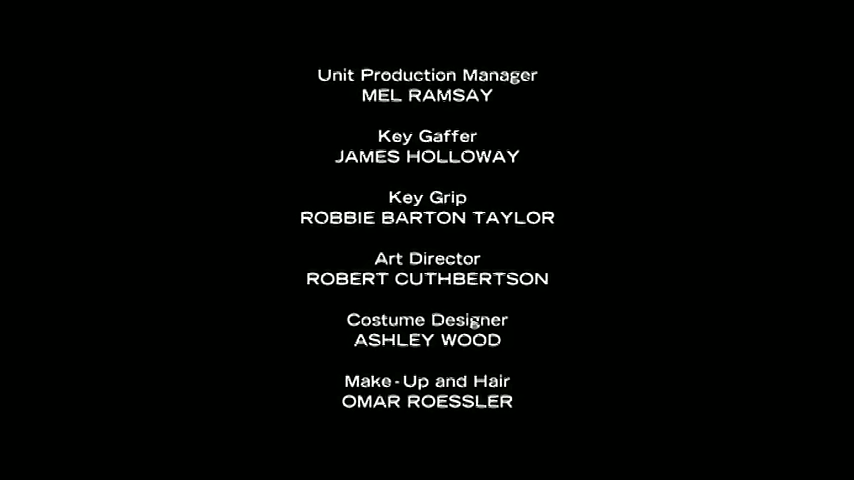 Unit Production Manager
MEL RAMSAY
Key Gaffer
JAMES HOLLOWAY
Key Grip
ROBBIE BARTON TAYLOR
Art Director
ROBERT CUTHBERTSON
Costume Designer
ASHLEY WOOD
Make-Up and Hair
OMAR ROESSLER